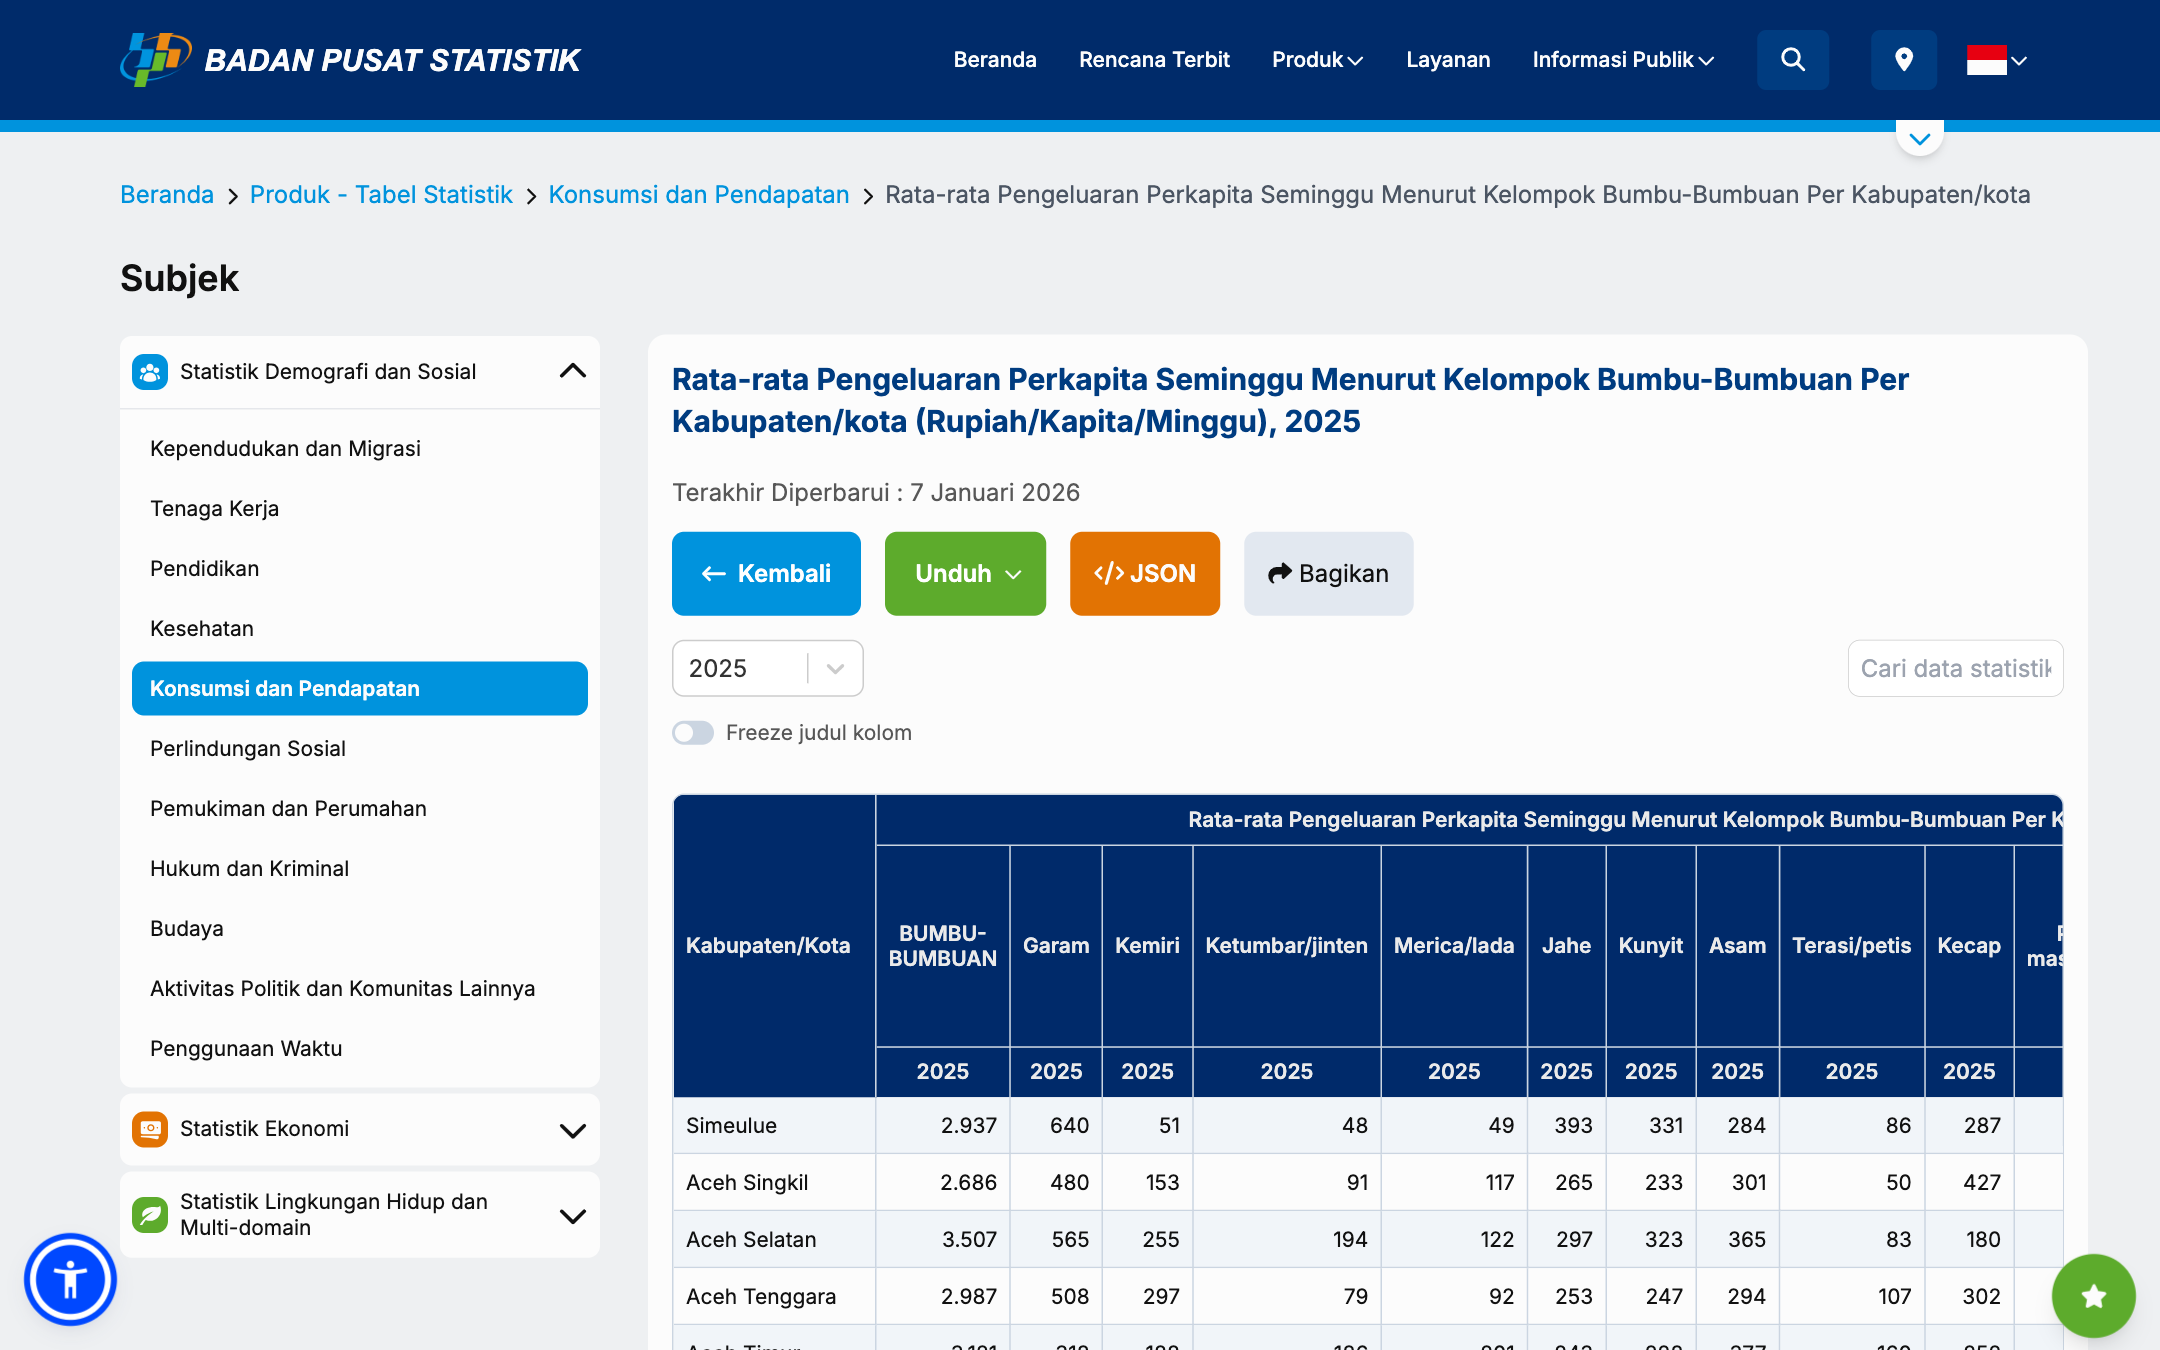 BADAN PUSAT STATISTIK
Beranda Rencana Terbit Produk Layanan Informasi Publik
Beranda > Produk - Tabel Statistik > Konsumsi dan Pendapatan > Rata-rata Pengeluaran Perkapita Seminggu Menurut Kelompok Bumbu-Bumbuan Per Kabupaten/kota
Subjek
Statistik Demografi dan Sosial
Kependudukan dan Migrasi
Tenaga Kerja
Pendidikan
Kesehatan
Konsumsi dan Pendapatan
Perlindungan Sosial
Pemukiman dan Perumahan
Hukum dan Kriminal
Budaya
Aktivitas Politik dan Komunitas Lainnya
Penggunaan Waktu
Statistik Ekonomi
Statistik Lingkungan Hidup dan
Multi-domain
Rata-rata Pengeluaran Perkapita Seminggu Menurut Kelompok Bumbu-Bumbuan Per
Kabupaten/kota (Rupiah/Kapita/Minggu), 2025
Terakhir Diperbarui : 7 Januari 2026
← Kembali Unduh </> JSON Bagikan
2025 Cari data statistik
Freeze judul kolom
Rata-rata Pengeluaran Perkapita Seminggu Menurut Kelompok Bumbu-Bumbuan Per
Kabupaten/Kota BUMBU-BUMBUAN Garam Kemiri Ketumbar/jinten Merica/lada Jahe Kunyit Asam Terasi/petis Kecap
2025 2025 2025 2025 2025 2025 2025 2025 2025 2025
Simeulue 2.937 640 51 48 49 393 331 284 86 287
Aceh Singkil 2.686 480 153 91 117 265 233 301 50 427
Aceh Selatan 3.507 565 255 194 122 297 323 365 83 180
Aceh Tenggara 2.987 508 297 79 92 253 247 294 107 302